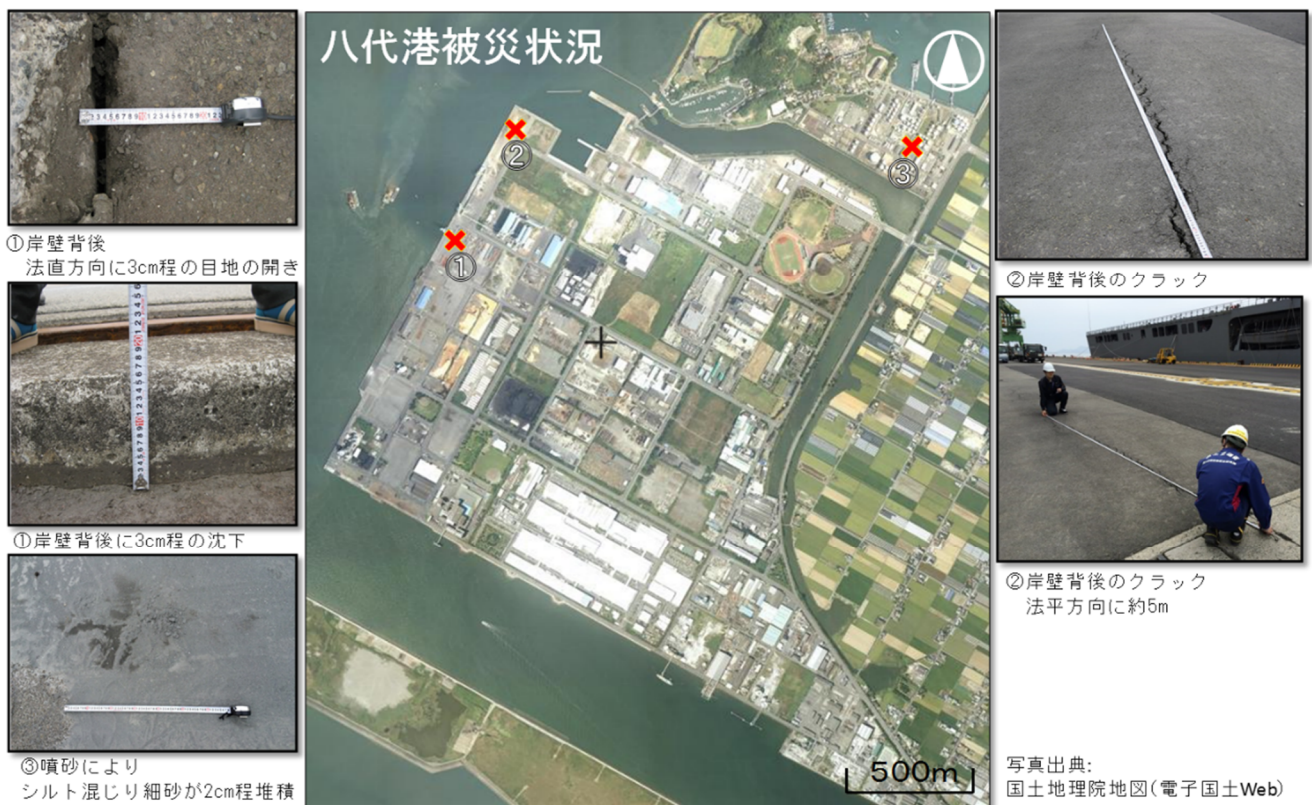 八代港被災状況
①岸壁背後
法直方向に3cm程の目地の開き
①岸壁背後に3cm程の沈下
③噴砂により
シルト混じり細砂が2cm程堆積
②
①
③
500m
②岸壁背後のクラック
②岸壁背後のクラック
法平方向に約5m
写真出典:
国土地理院地図(電子国土Web)